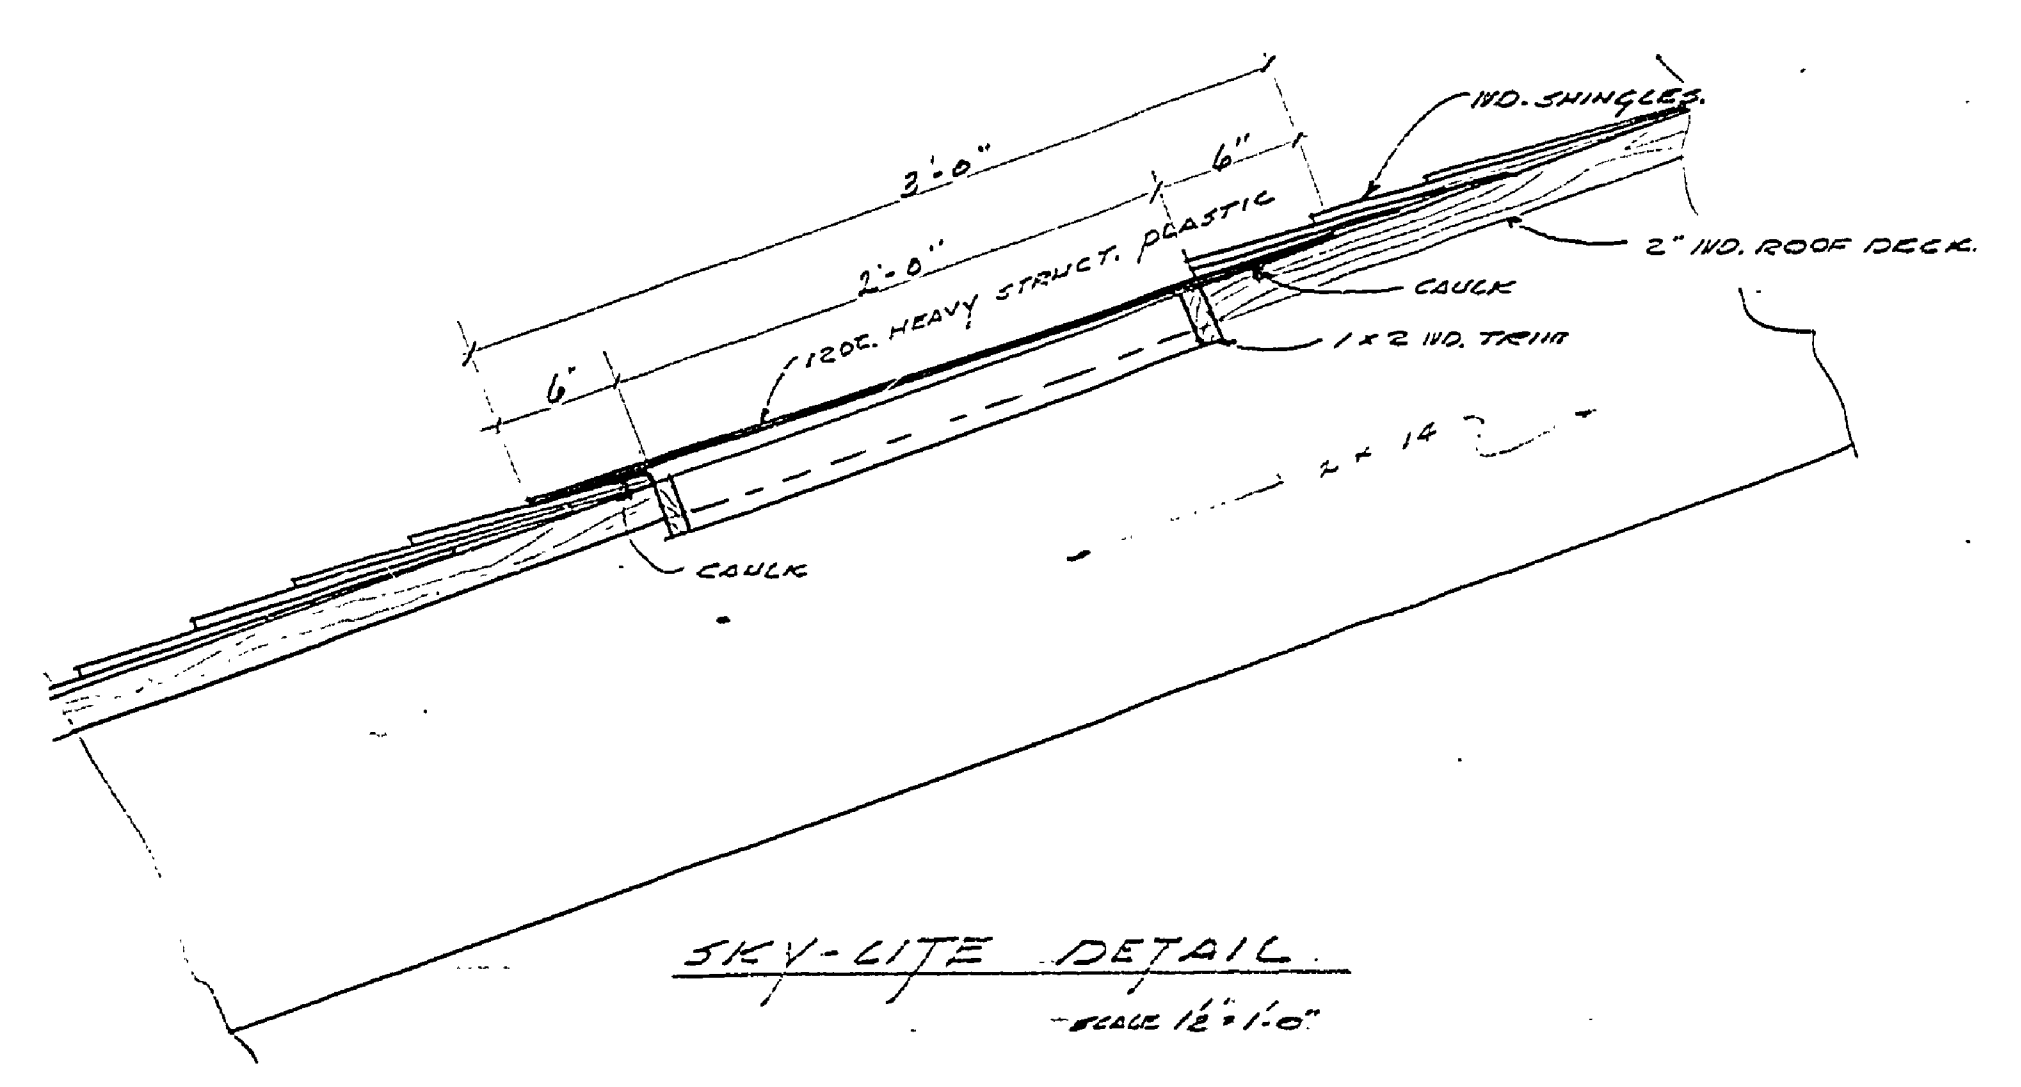 WD. SHINGLES.
3'-0"
6"
2'-0"
12OZ. HEAVY STRUCT. PLASTIC
2" WD. ROOF DECK.
CAULK
1 x 2 WD. TRIM
6"
2 x 14
CAULK
SKY-LITE DETAIL
SCALE 1½" = 1'-0"